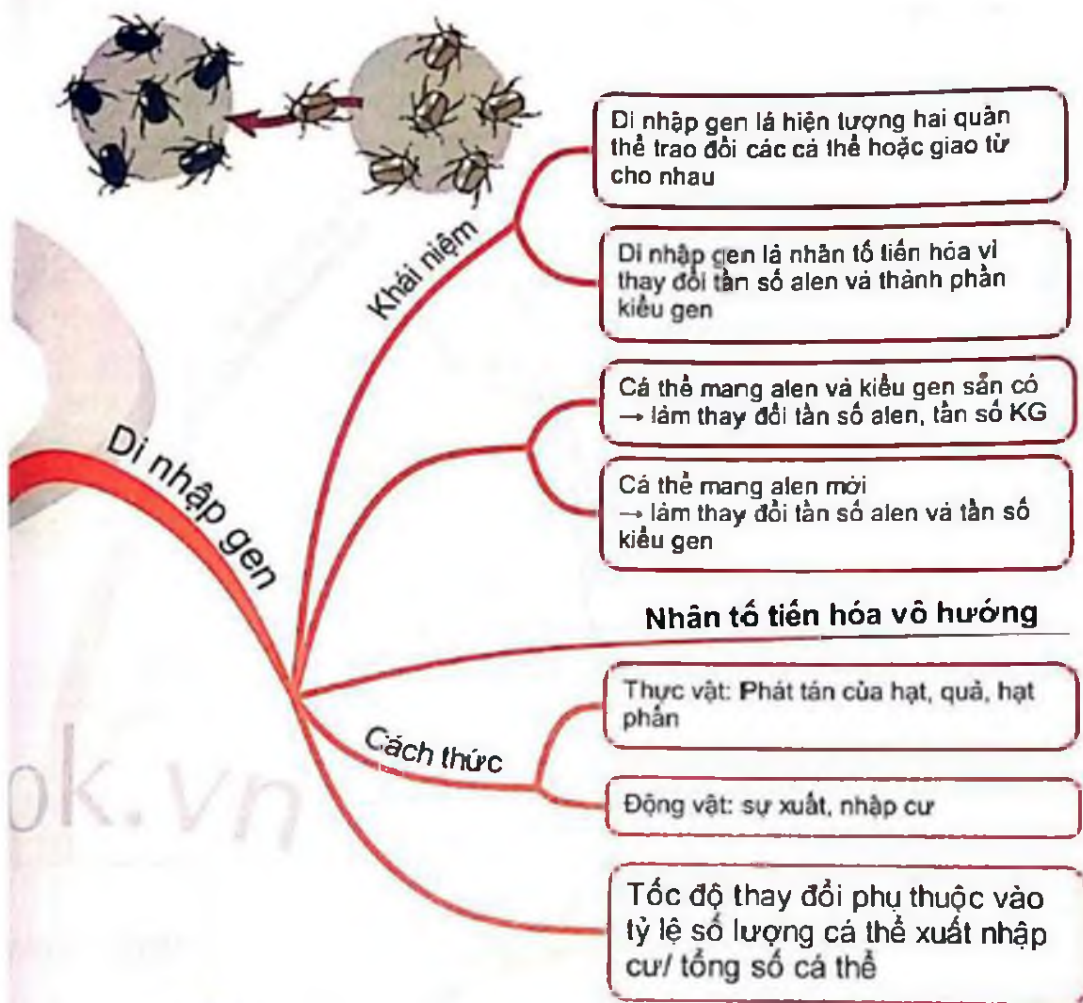 Di nhập gen là hiện tượng hai quần
thể trao đổi các cá thể hoặc giao tử
cho nhau
Khái niệm
Di nhập gen là nhân tố tiến hóa vì
thay đổi tần số alen và thành phần
kiểu gen
Cá thể mang alen và kiểu gen sẵn có
→ làm thay đổi tần số alen, tần số KG
Di nhập gen
Cá thể mang alen mới
→ làm thay đổi tần số alen và tần số
kiểu gen
Nhân tố tiến hóa vô hướng
Thực vật: Phát tán của hạt, quả, hạt
phấn
Cách thức
Động vật: sự xuất, nhập cư
ok.vn
Tốc độ thay đổi phụ thuộc vào
tỷ lệ số lượng cá thể xuất nhập
cư/ tổng số cá thể